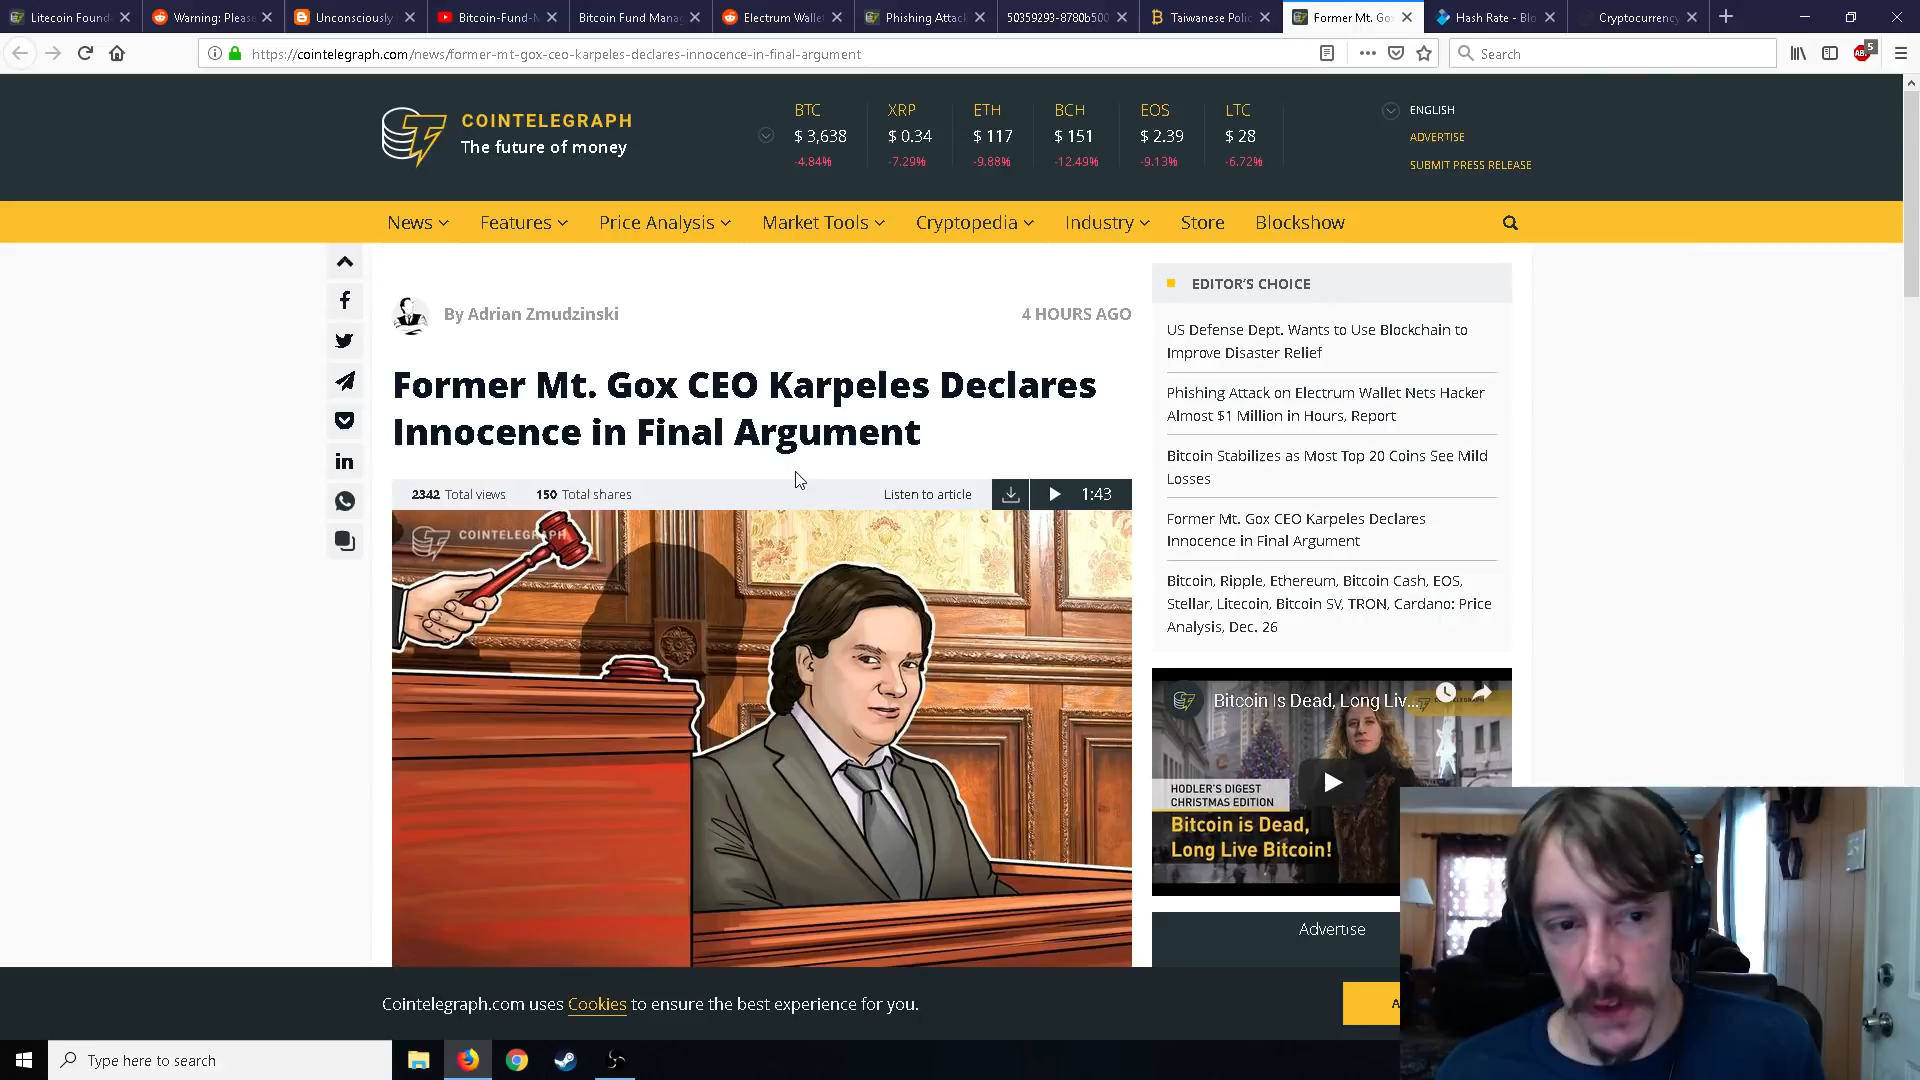 Litecoin Found
Warning: Please
Unconsciously
Bitcoin-Fund-M
Bitcoin Fund Mana
Electrum Walle
Phishing Attack
50359293-8780b500
Taiwanese Polic
Former Mt. Go
Hash Rate - Blo
Cryptocurrency
https://cointelegraph.com/news/former-mt-gox-ceo-karpeles-declares-innocence-in-final-argument
Search
5
COINTELEGRAPH
The future of money
BTC
$ 3,638
-4.84%
XRP
$ 0.34
-7.29%
ETH
$ 117
-9.88%
BCH
$ 151
-12.49%
EOS
$ 2.39
-9.13%
LTC
$ 28
-6.72%
ENGLISH
ADVERTISE
SUBMIT PRESS RELEASE
News
Features
Price Analysis
Market Tools
Cryptopedia
Industry
Store
Blockshow
By Adrian Zmudzinski
4 HOURS AGO
Former Mt. Gox CEO Karpeles Declares
Innocence in Final Argument
2342 Total views
150 Total shares
Listen to article
1:43
COINTELEGRAPH
EDITOR'S CHOICE
US Defense Dept. Wants to Use Blockchain to
Improve Disaster Relief
Phishing Attack on Electrum Wallet Nets Hacker
Almost $1 Million in Hours, Report
Bitcoin Stabilizes as Most Top 20 Coins See Mild
Losses
Former Mt. Gox CEO Karpeles Declares
Innocence in Final Argument
Bitcoin, Ripple, Ethereum, Bitcoin Cash, EOS,
Stellar, Litecoin, Bitcoin SV, TRON, Cardano: Price
Analysis, Dec. 26
Bitcoin Is Dead, Long Liv...
HODLER'S DIGEST
CHRISTMAS EDITION
Bitcoin is Dead,
Long Live Bitcoin!
Advertise
Cointelegraph.com uses Cookies to ensure the best experience for you.
A
Type here to search